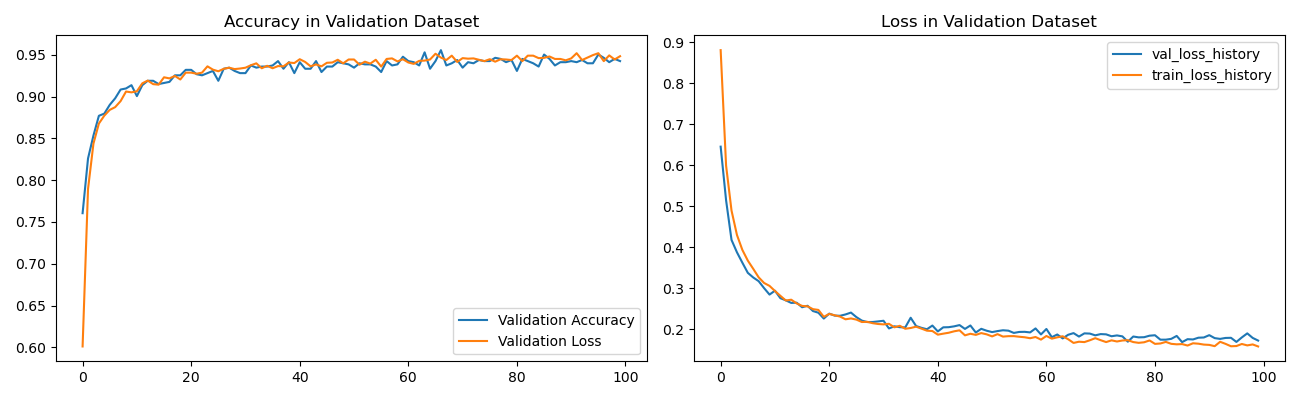 Accuracy in Validation Dataset
0.95
0.90
0.85
0.80
0.75
0.70
0.65
0.60
0 20 40 60 80 100
Validation Accuracy
Validation Loss
Loss in Validation Dataset
0.9
0.8
0.7
0.6
0.5
0.4
0.3
0.2
0 20 40 60 80 100
val_loss_history
train_loss_history